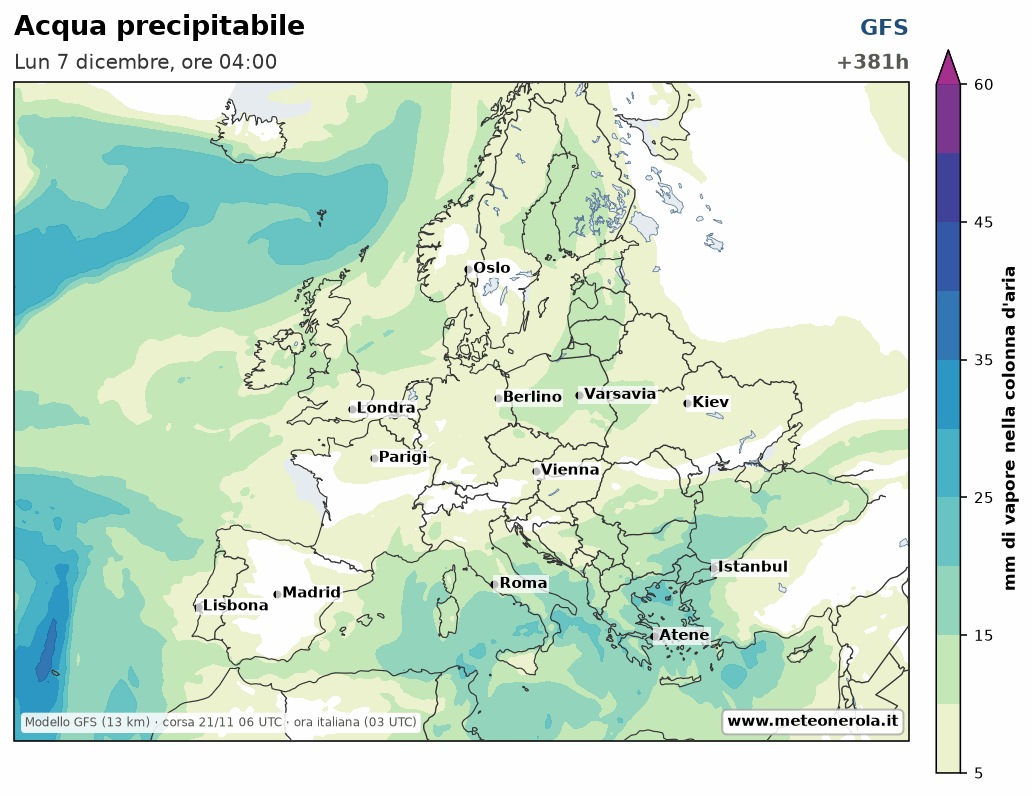 Acqua precipitabile
GFS
Lun 7 dicembre, ore 04:00
+381h
60
45
35
25
15
5
mm di vapore nella colonna d'aria
Oslo
Londra
Berlino
Varsavia
Kiev
Parigi
Vienna
Roma
Istanbul
Madrid
Lisbona
Atene
Modello GFS (13 km) · corsa 21/11 06 UTC · ora italiana (03 UTC)
www.meteonerola.it